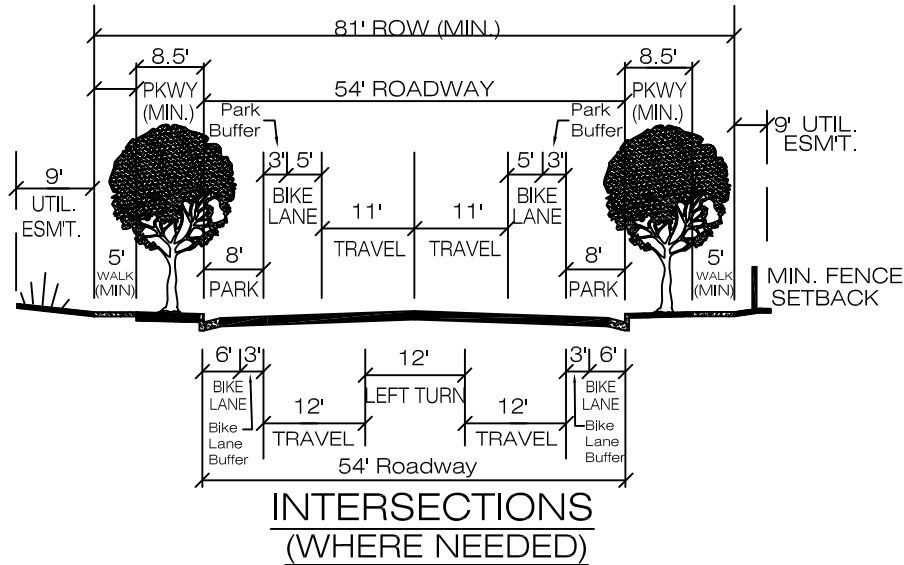 81' ROW (MIN.)
8.5'
8.5'
PKWY
(MIN.)
54' ROADWAY
PKWY
(MIN.)
Park
Buffer
Park
Buffer
9' UTIL.
ESM'T.
3' 5'
5' 3'
9'
UTIL.
ESM'T.
BIKE
LANE
BIKE
LANE
11'
11'
TRAVEL
TRAVEL
5'
WALK
(MIN)
8'
PARK
8'
PARK
5'
WALK
(MIN)
MIN. FENCE
SETBACK
6' 3'
12'
3' 6'
BIKE
LANE
LEFT TURN
BIKE
LANE
Bike
Lane
Buffer
12'
TRAVEL
12'
TRAVEL
Bike
Lane
Buffer
54' Roadway
INTERSECTIONS
(WHERE NEEDED)